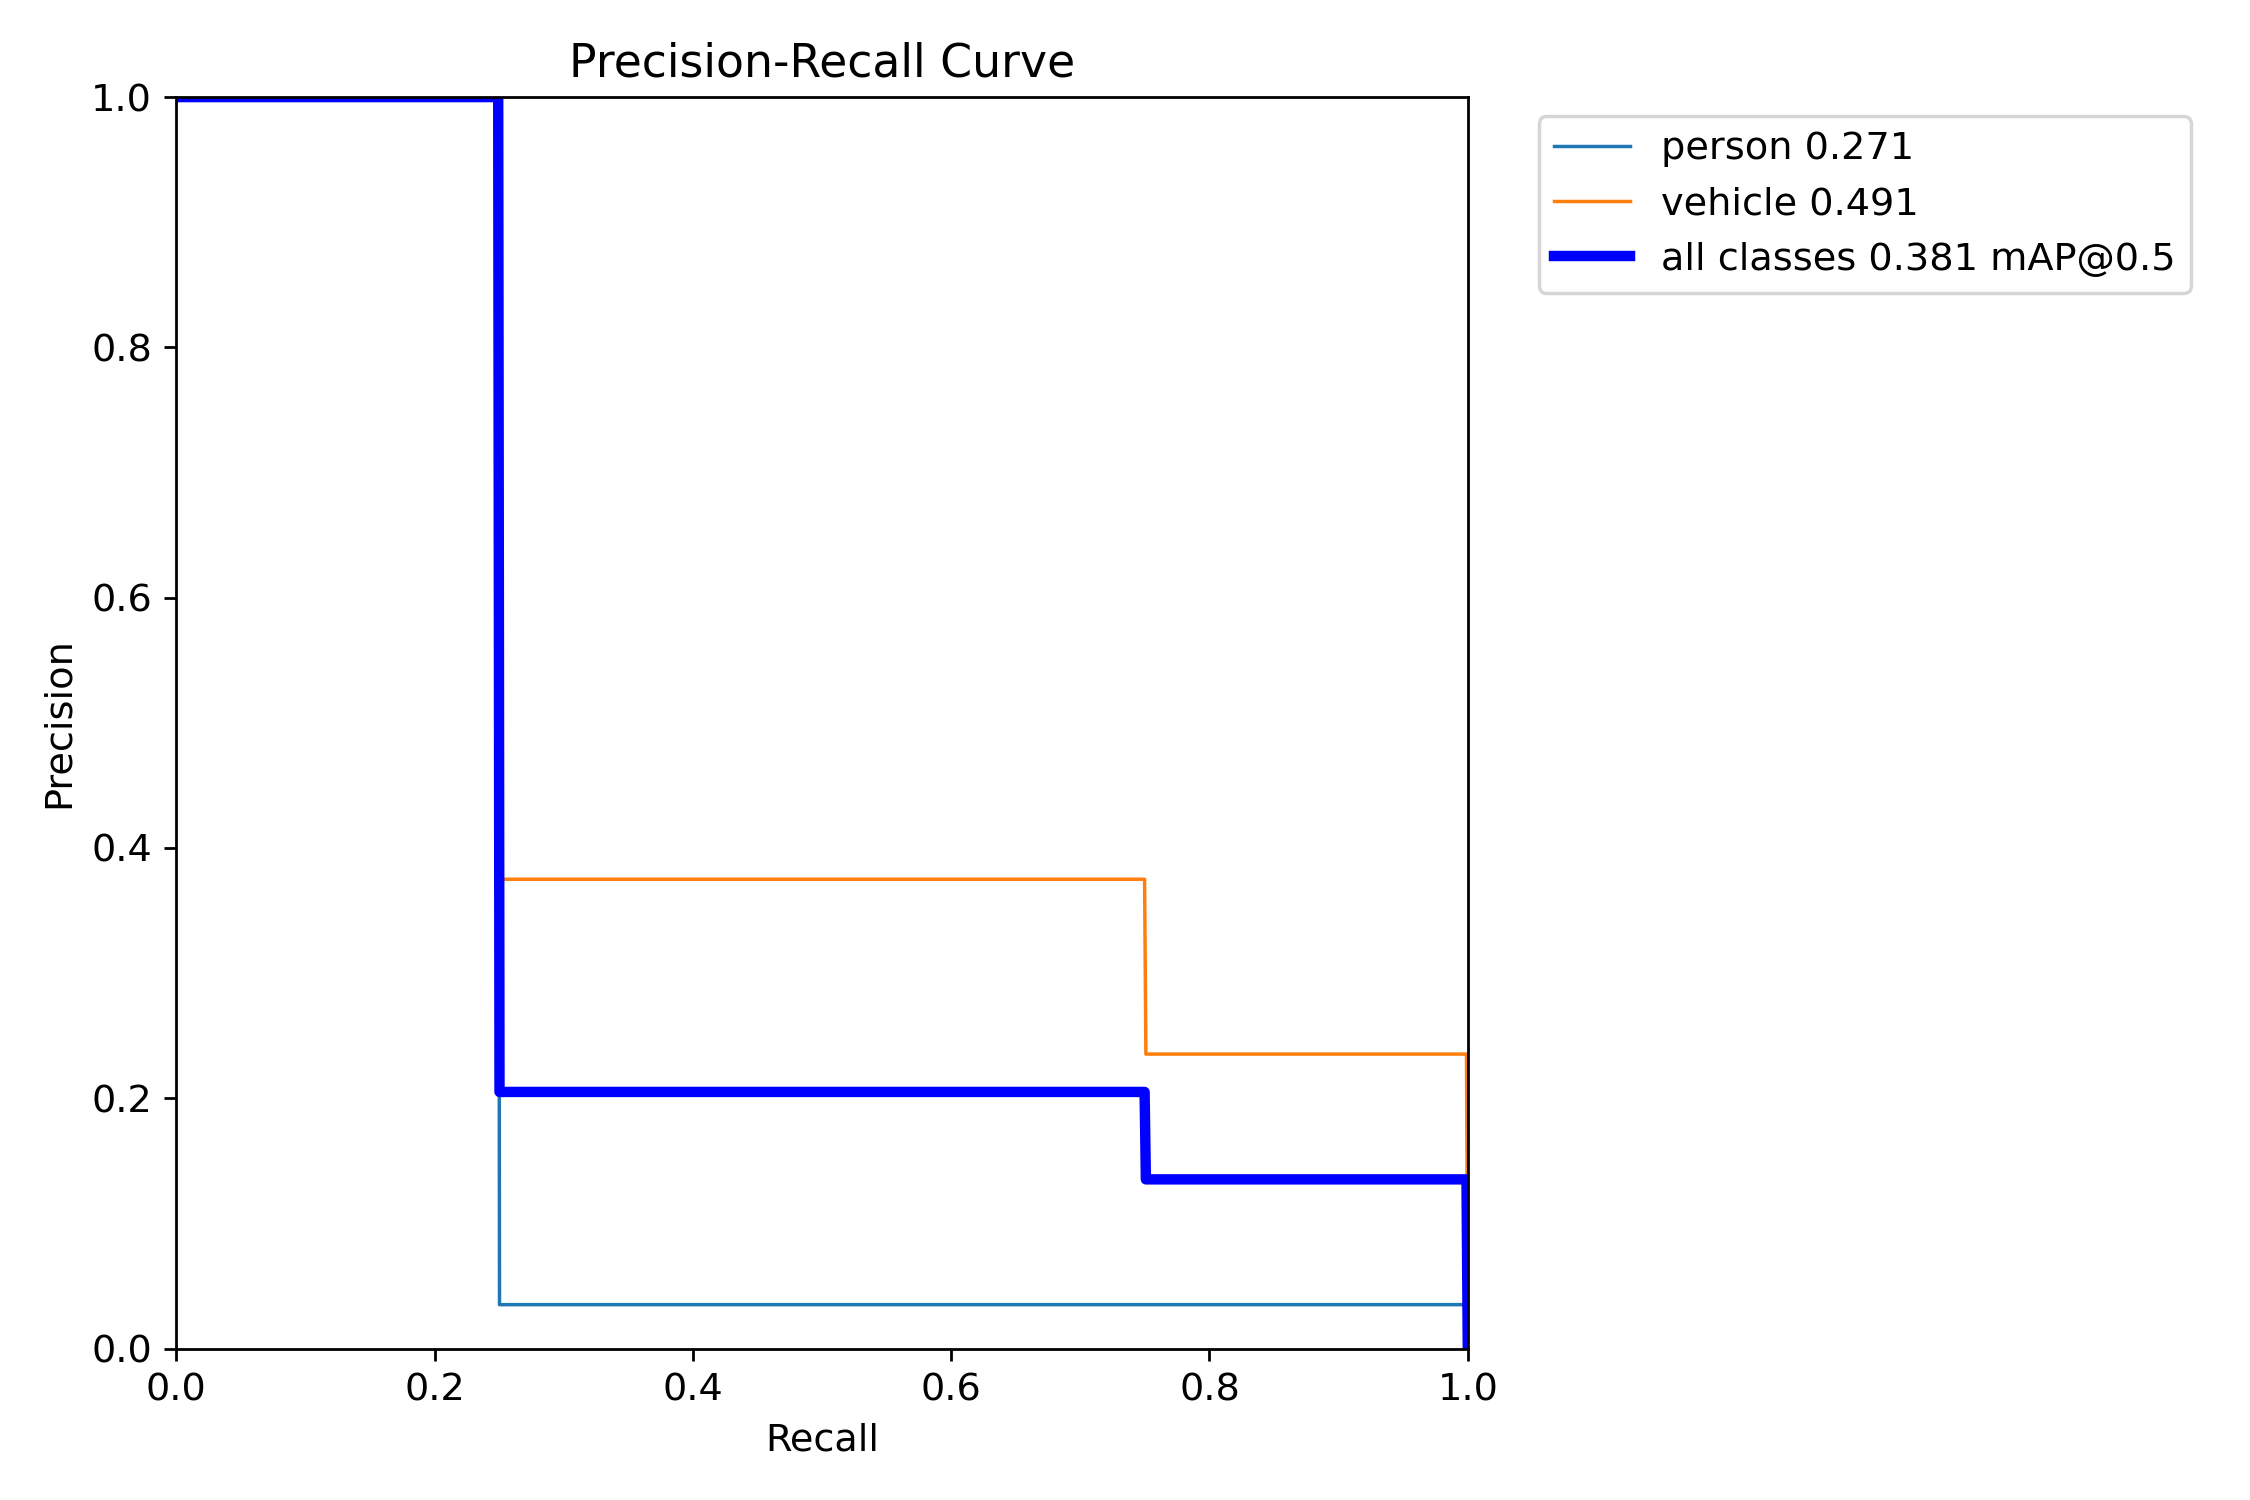 Precision-Recall Curve
1.0
0.8
0.6
0.4
0.2
0.0
Precision
0.0 0.2 0.4 0.6 0.8 1.0
Recall
person 0.271
vehicle 0.491
all classes 0.381 mAP@0.5